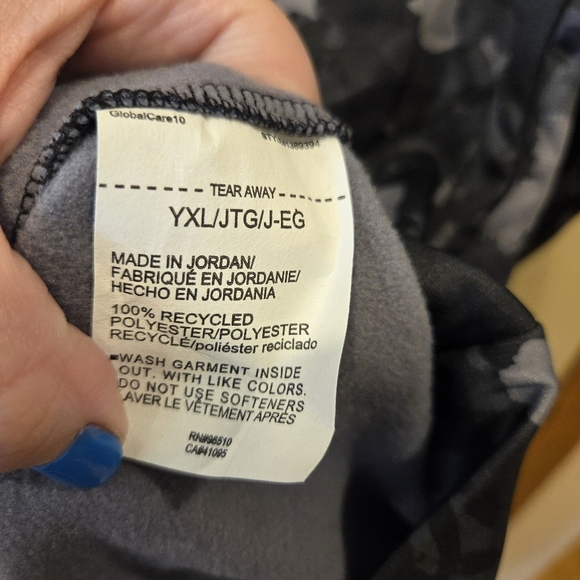 GlobalCare10
TEAR AWAY
YXL/JTG/J-EG
MADE IN JORDAN/
FABRIQUÉ EN JORDANIE/
HECHO EN JORDANIA
100% RECYCLED
POLYESTER/POLYESTER
RECYCLÉ/poliéster reciclado
WASH GARMENT INSIDE
OUT. WITH LIKE COLORS.
DO NOT USE SOFTENERS
LAVER LE VÊTEMENT APRÈS
RN#96510
CA#41095